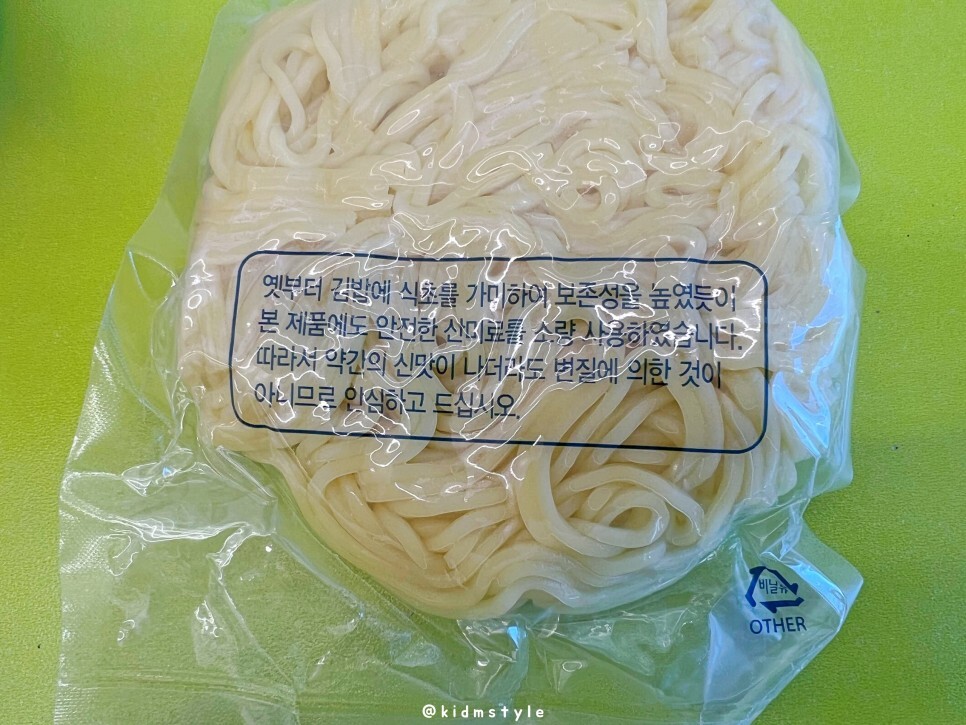 옛부터 김밥에 식초를 가미하여 보존성을 높였듯이
본 제품에도 안전한 산미료를 소량 사용하였습니다.
따라서 약간의 신맛이 나더라도 변질에 의한 것이
아니므로 안심하고 드십시오.
비닐류
OTHER
@kidmstyle